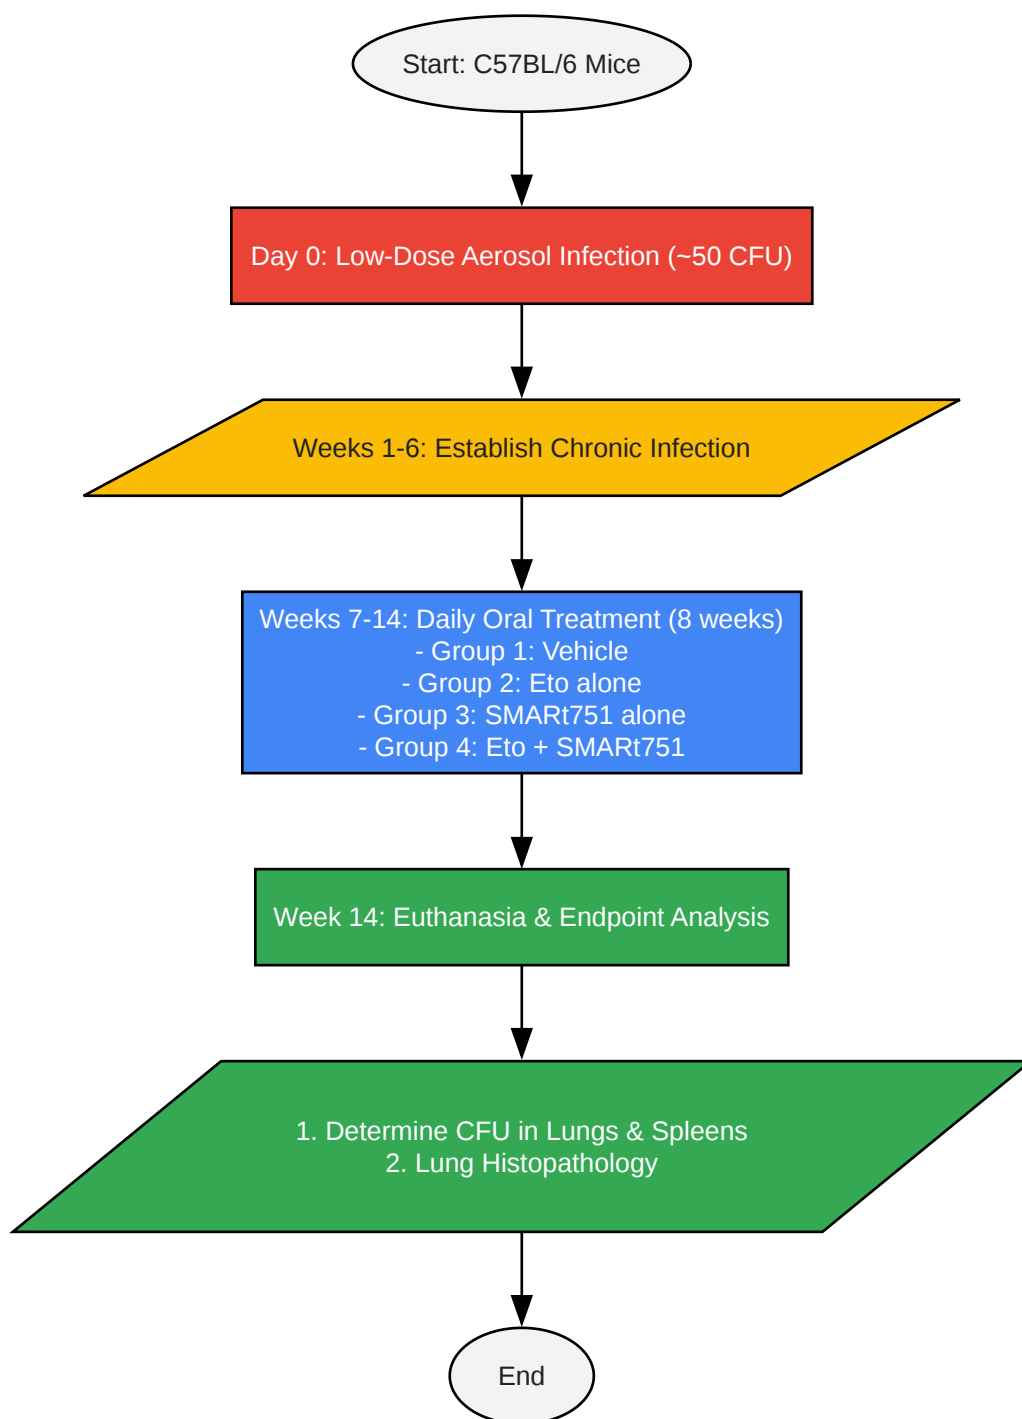 Start: C57BL/6 Mice
Day 0: Low-Dose Aerosol Infection (~50 CFU)
Weeks 1-6: Establish Chronic Infection
Weeks 7-14: Daily Oral Treatment (8 weeks)
- Group 1: Vehicle
- Group 2: Eto alone
- Group 3: SMARt751 alone
- Group 4: Eto + SMARt751
Week 14: Euthanasia & Endpoint Analysis
1. Determine CFU in Lungs & Spleens
2. Lung Histopathology
End